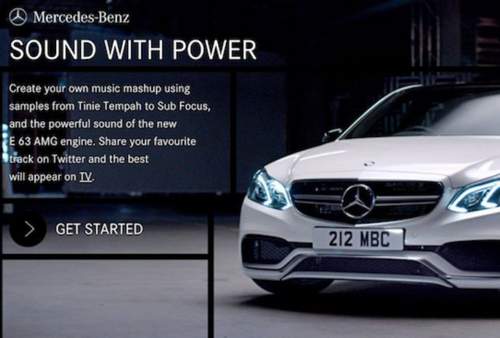 Mercedes-Benz
SOUND WITH POWER
Create your own music mashup using
samples from Tinie Tempah to Sub Focus,
and the powerful sound of the new
E 63 AMG engine. Share your favourite
track on Twitter and the best
will appear on TV.
GET STARTED
212 MBC